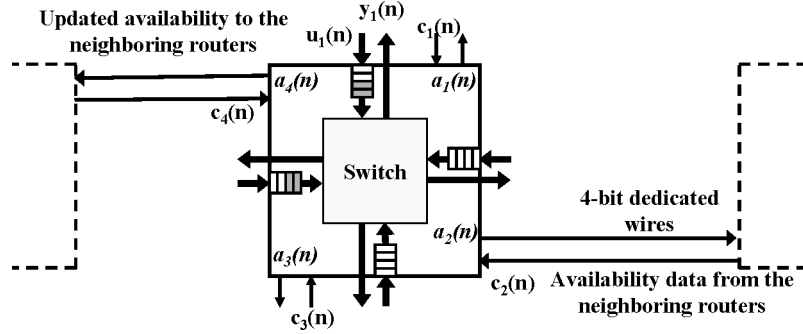 Updated availability to the
neighboring routers
y₁(n)
u₁(n)
c₁(n)
a₄(n)
a₁(n)
c₄(n)
Switch
4-bit dedicated
wires
a₂(n)
a₃(n)
c₂(n)
Availability data from the
neighboring routers
c₃(n)